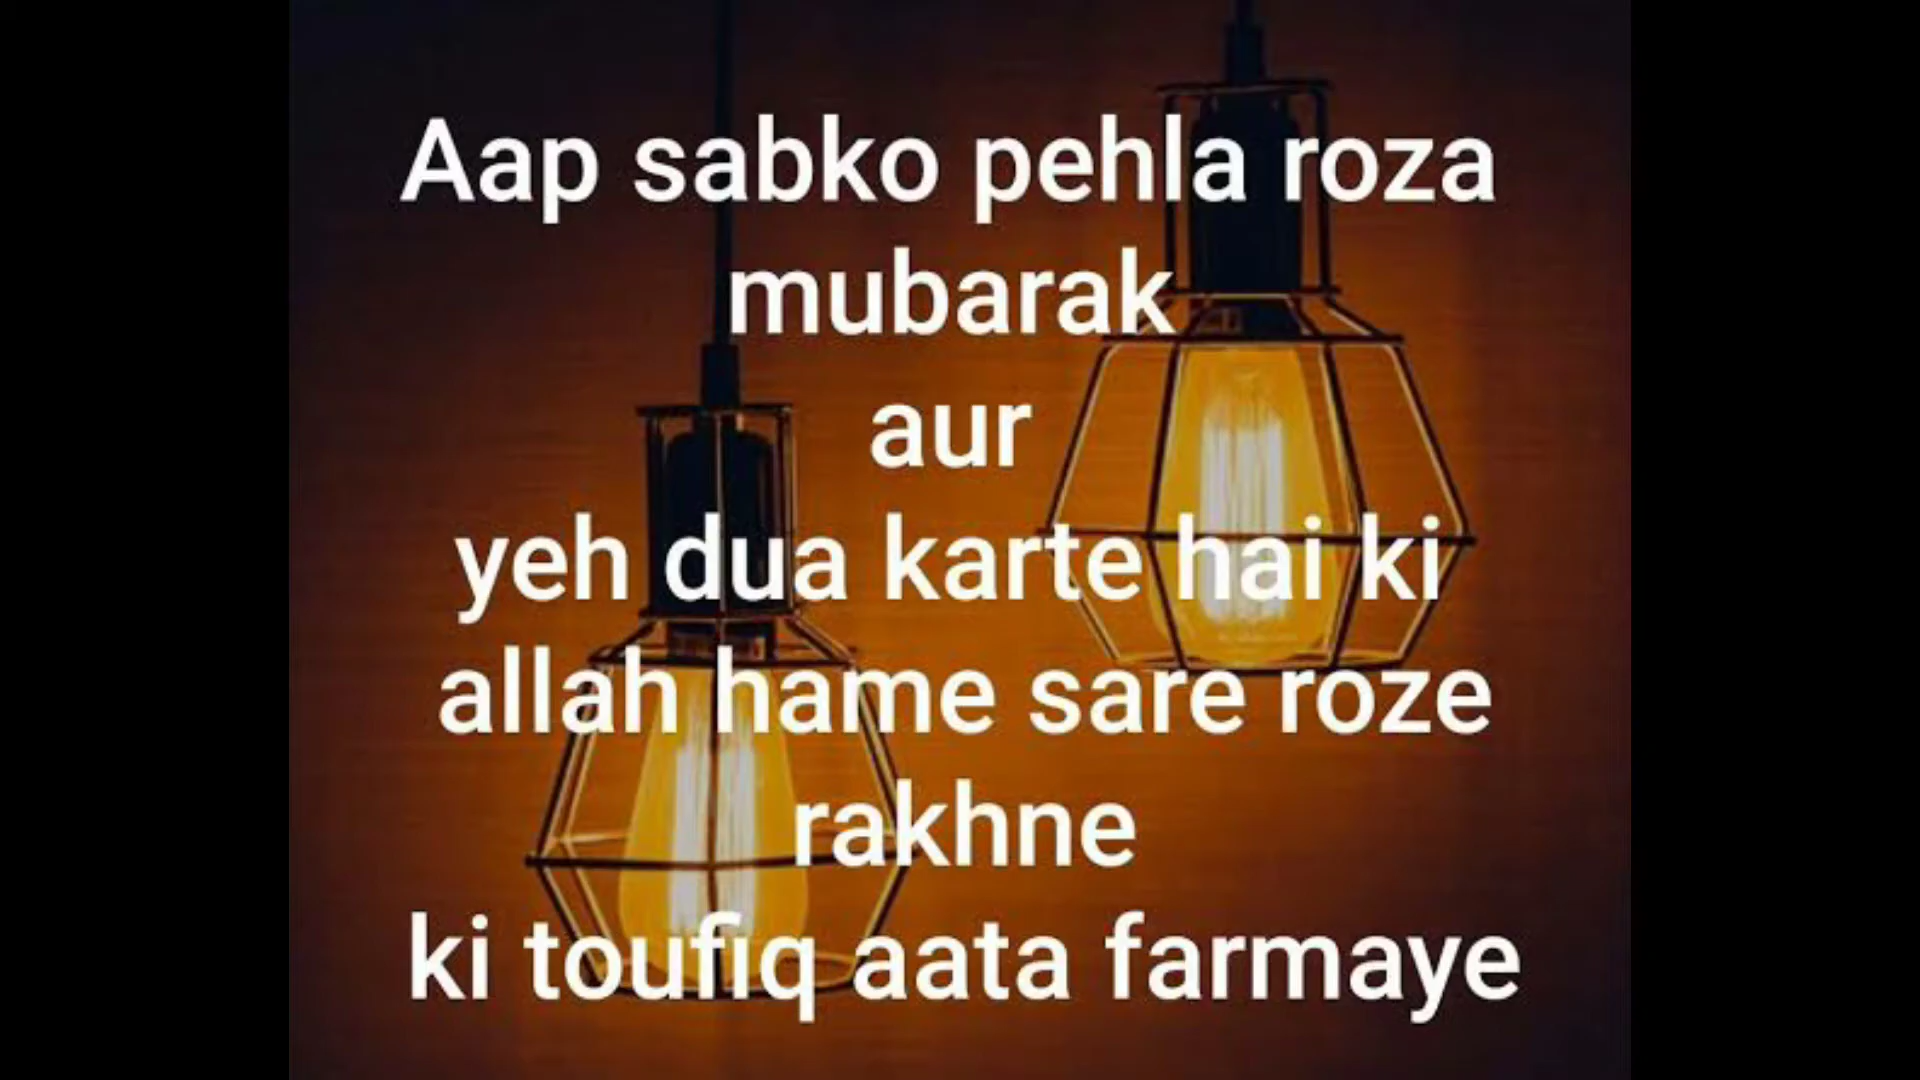 Aap sabko pehla roza
mubarak
aur
yeh dua karte hai ki
allah hame sare roze
rakhne
ki toufiq aata farmaye